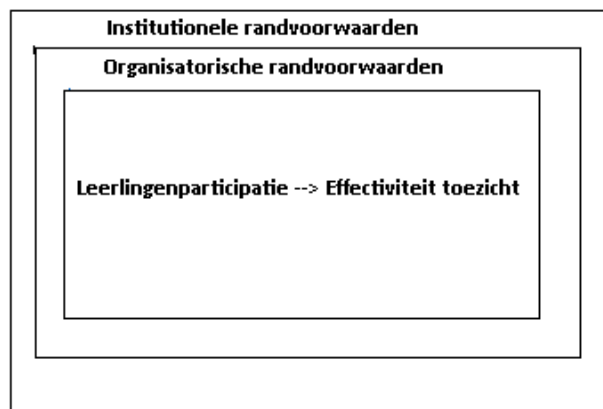 Institutionele randvoorwaarden
Organisatorische randvoorwaarden
Leerlingenparticipatie --> Effectiviteit toezicht